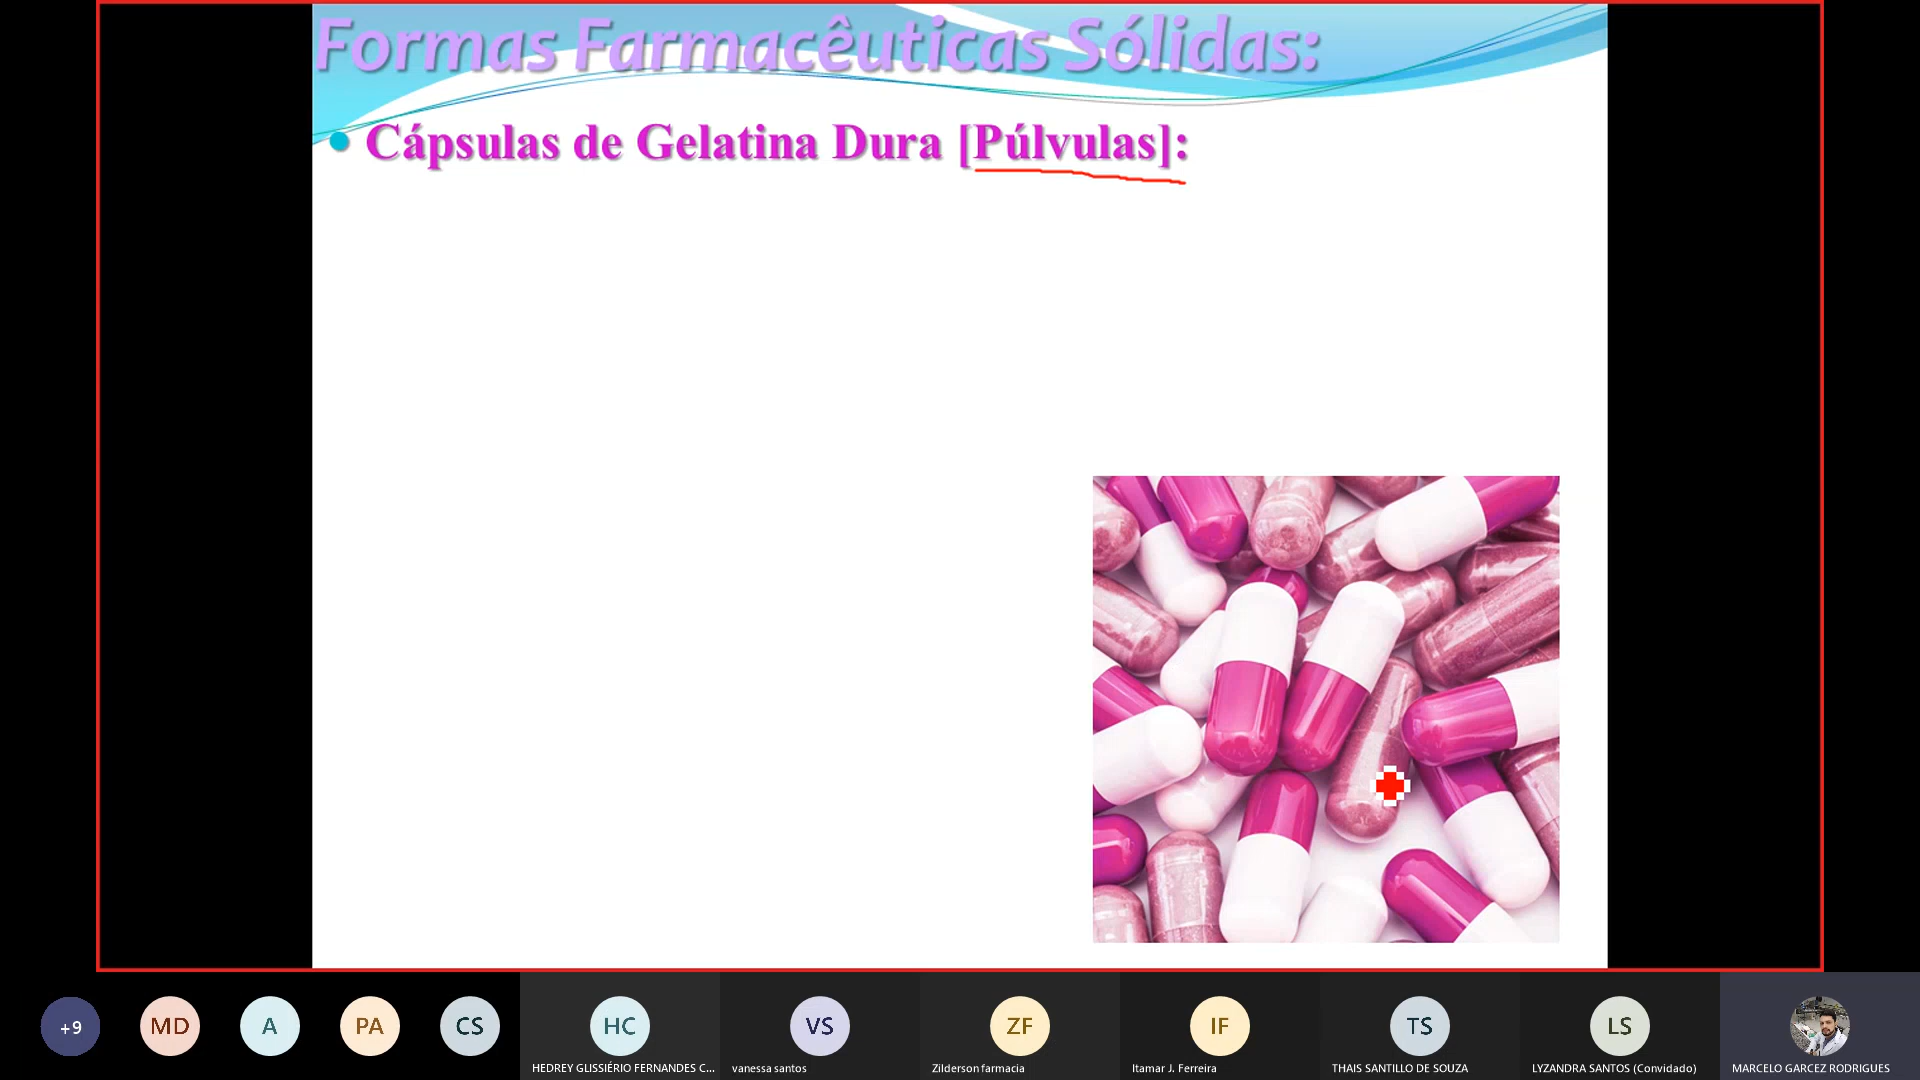 Formas Farmacêuticas Sólidas:
• Cápsulas de Gelatina Dura [Púlvulas]:
+9
MD
A
PA
CS
HC
VS
ZF
IF
TS
LS
HEDREY GLISSIÉRIO FERNANDES C...
vanessa santos
Zilderson farmacia
Itamar J. Ferreira
THAIS SANTILLO DE SOUZA
LYZANDRA SANTOS (Convidado)
MARCELO GARCEZ RODRIGUES